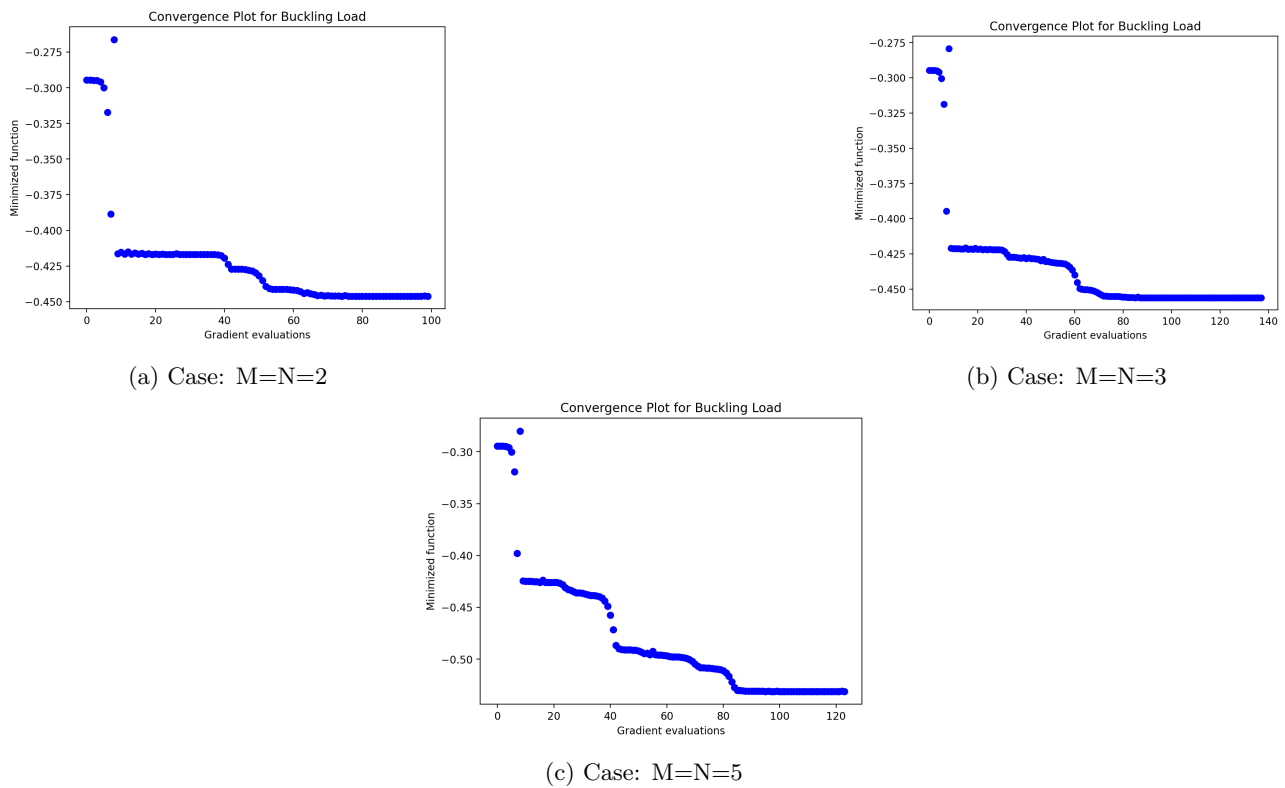 Convergence Plot for Buckling Load
Minimized function
−0.275
−0.300
−0.325
−0.350
−0.375
−0.400
−0.425
−0.450
0 20 40 60 80 100
Gradient evaluations
(a) Case: M=N=2
Convergence Plot for Buckling Load
Minimized function
−0.275
−0.300
−0.325
−0.350
−0.375
−0.400
−0.425
−0.450
0 20 40 60 80 100 120 140
Gradient evaluations
(b) Case: M=N=3
Convergence Plot for Buckling Load
Minimized function
−0.30
−0.35
−0.40
−0.45
−0.50
0 20 40 60 80 100 120
Gradient evaluations
(c) Case: M=N=5